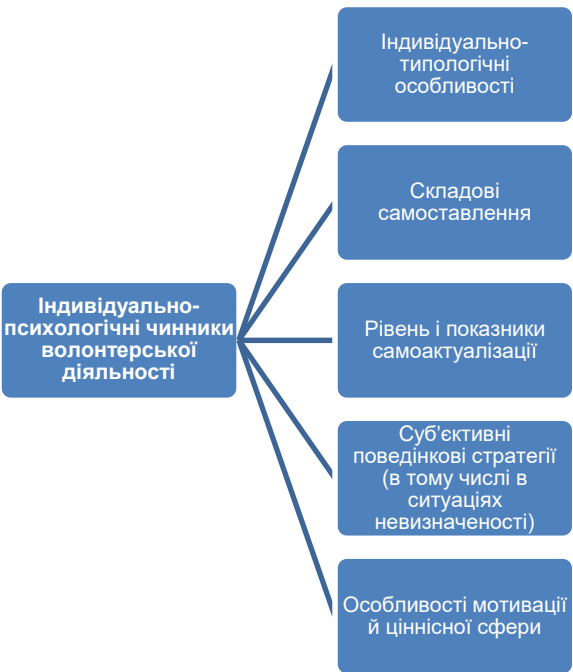 Індивідуально-
психологічні чинники
волонтерської
діяльності
Індивідуально-
типологічні
особливості
Складові
самоставлення
Рівень і показники
самоактуалізації
Суб'єктивні
поведінкові стратегії
(в тому числі в
ситуаціях
невизначеності)
Особливості мотивації
й ціннісної сфери